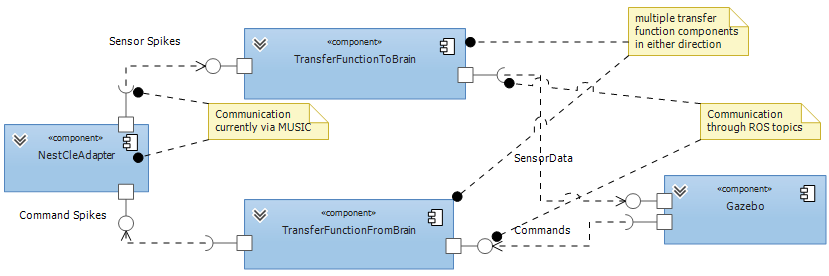 Sensor Spikes
«component»
TransferFunctionToBrain
multiple transfer
function components
in either direction
Communication
currently via MUSIC
Communication
through ROS topics
«component»
NestCleAdapter
SensorData
«component»
Gazebo
Command Spikes
«component»
TransferFunctionFromBrain
Commands